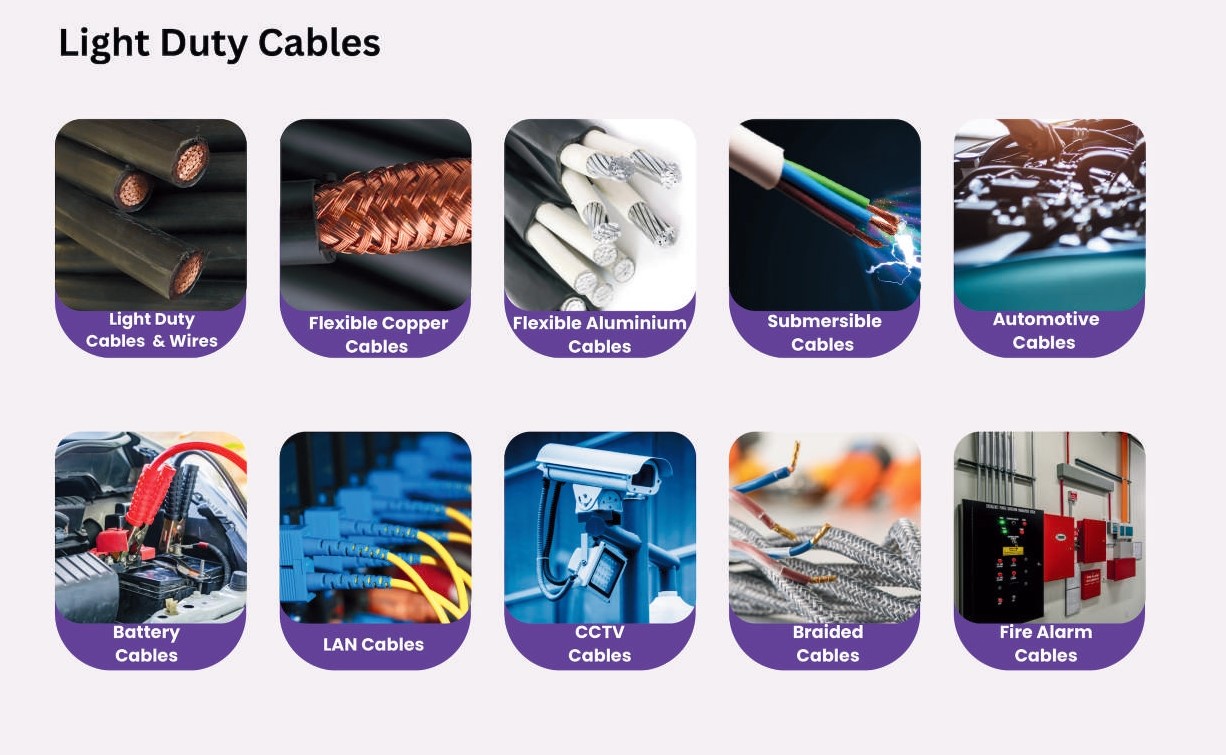 Light Duty Cables
Light Duty
Cables & Wires
Flexible Copper
Cables
Flexible Aluminium
Cables
Submersible
Cables
Automotive
Cables
Battery
Cables
LAN Cables
CCTV
Cables
Braided
Cables
Fire Alarm
Cables